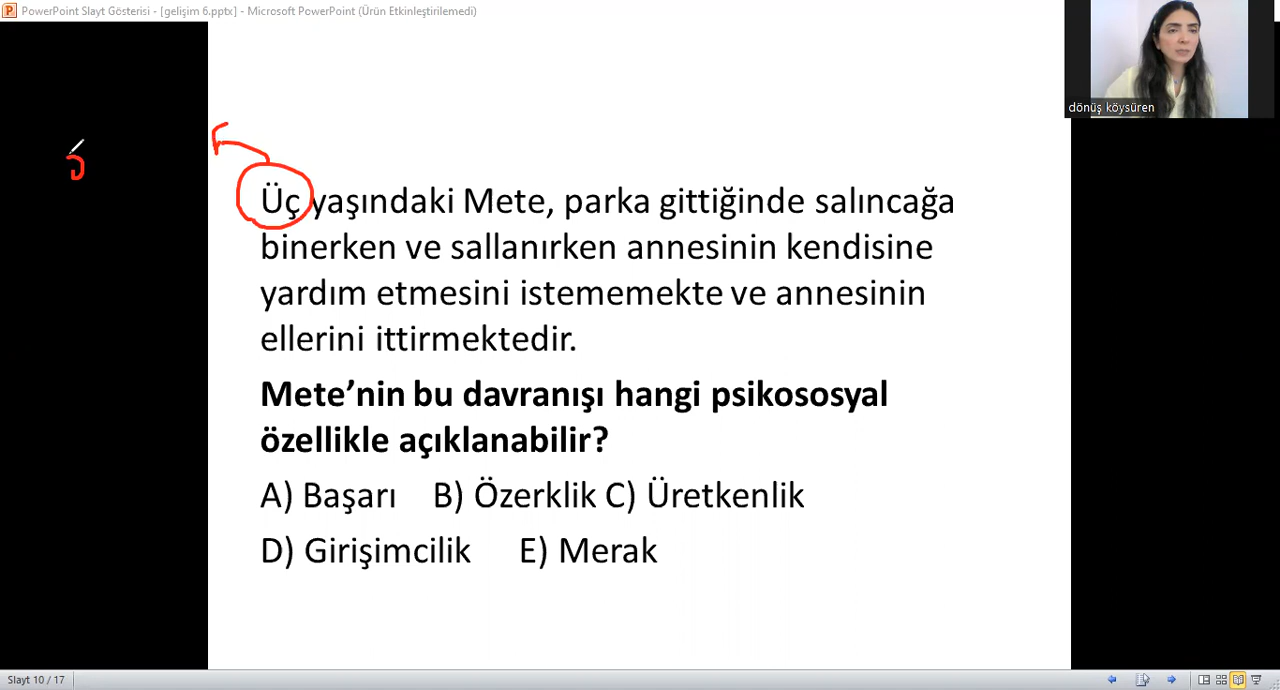 PowerPoint Slayt Gösterisi - [gelişim 6.pptx] - Microsoft PowerPoint (Ürün Etkinleştirilemedi)
dönüş köysüren
Üç yaşındaki Mete, parka gittiğinde salıncağa
binerken ve sallanırken annesinin kendisine
yardım etmesini istememekte ve annesinin
ellerini ittirmektedir.
Mete’nin bu davranışı hangi psikososyal
özellikle açıklanabilir?
A) Başarı B) Özerklik C) Üretkenlik
D) Girişimcilik E) Merak
Slayt 10 / 17